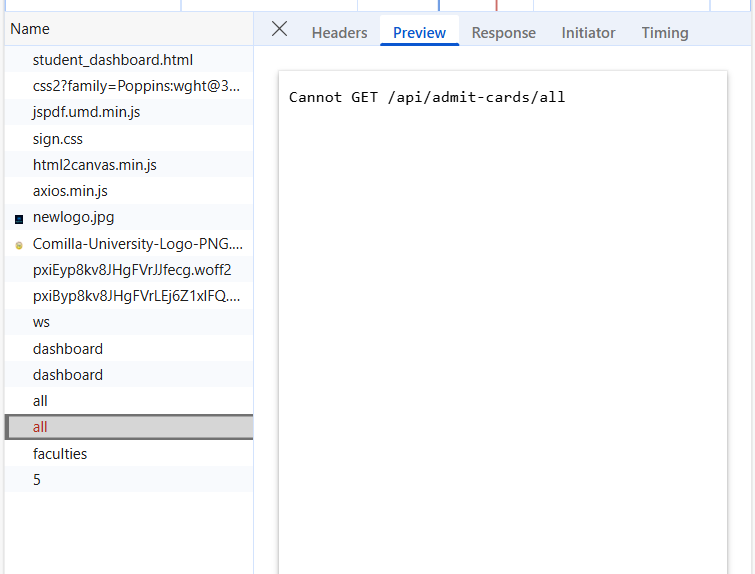 Name
Headers
Preview
Response
Initiator
Timing
student_dashboard.html
css2?family=Poppins:wght@3...
jspdf.umd.min.js
sign.css
html2canvas.min.js
axios.min.js
newlogo.jpg
Comilla-University-Logo-PNG....
pxiEyp8kv8JHgFVrJJfecg.woff2
pxiByp8kv8JHgFVrLEj6Z1xlFQ....
ws
dashboard
dashboard
all
all
faculties
5
Cannot GET /api/admit-cards/all